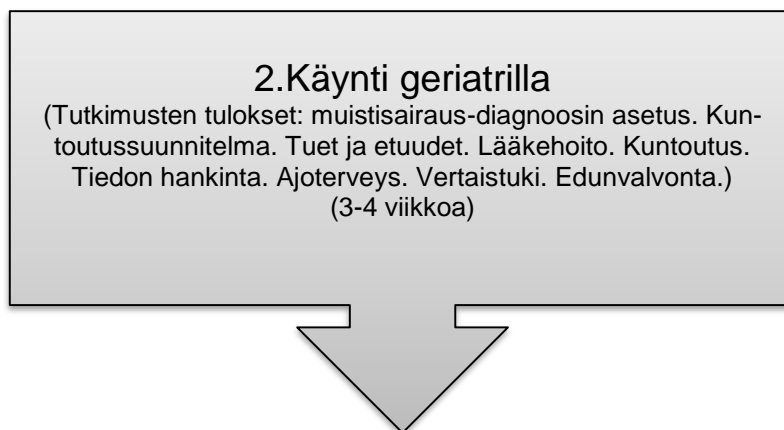 2.Käynti geriatrilla
(Tutkimusten tulokset: muistisairaus-diagnoosin asetus. Kun-
toutussuunnitelma. Tuet ja etuudet. Lääkehoito. Kuntoutus.
Tiedon hankinta. Ajoterveys. Vertaistuki. Edunvalvonta.)
(3-4 viikkoa)